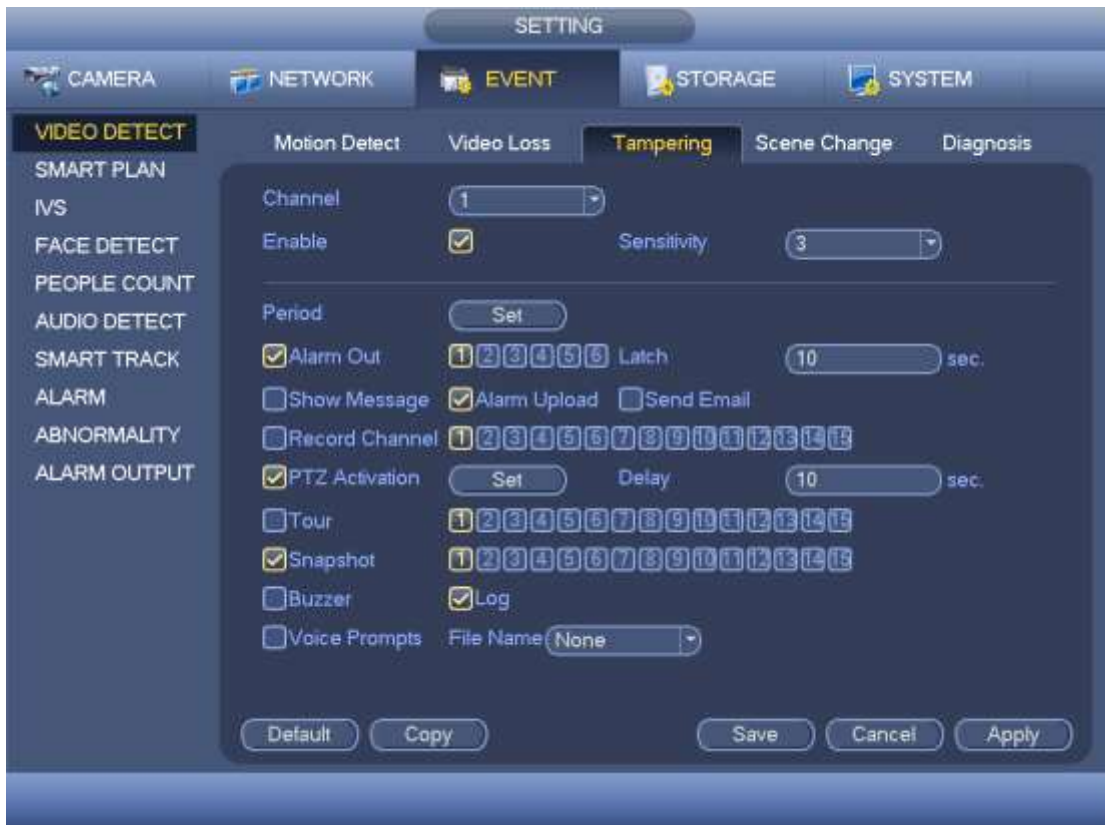 SETTING
CAMERA NETWORK EVENT STORAGE SYSTEM
VIDEO DETECT
SMART PLAN
IVS
FACE DETECT
PEOPLE COUNT
AUDIO DETECT
SMART TRACK
ALARM
ABNORMALITY
ALARM OUTPUT
Motion Detect Video Loss Tampering Scene Change Diagnosis
Channel 1
Enable Sensitivity 3
Period Set
Alarm Out 1 2 3 4 5 6 Latch 10 sec.
Show Message Alarm Upload Send Email
Record Channel 1 2 3 4 5 6 7 8 9 10 11 12 13 14 15
PTZ Activation Set Delay 10 sec.
Tour 1 2 3 4 5 6 7 8 9 10 11 12 13 14 15
Snapshot 1 2 3 4 5 6 7 8 9 10 11 12 13 14 15
Buzzer Log
Voice Prompts File Name None
Default Copy Save Cancel Apply